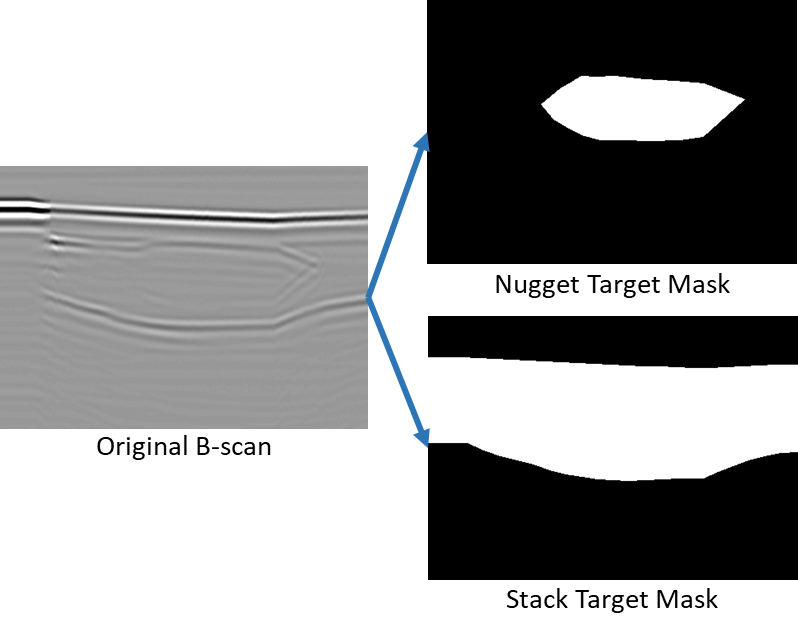 Nugget Target Mask
Original B-scan
Stack Target Mask